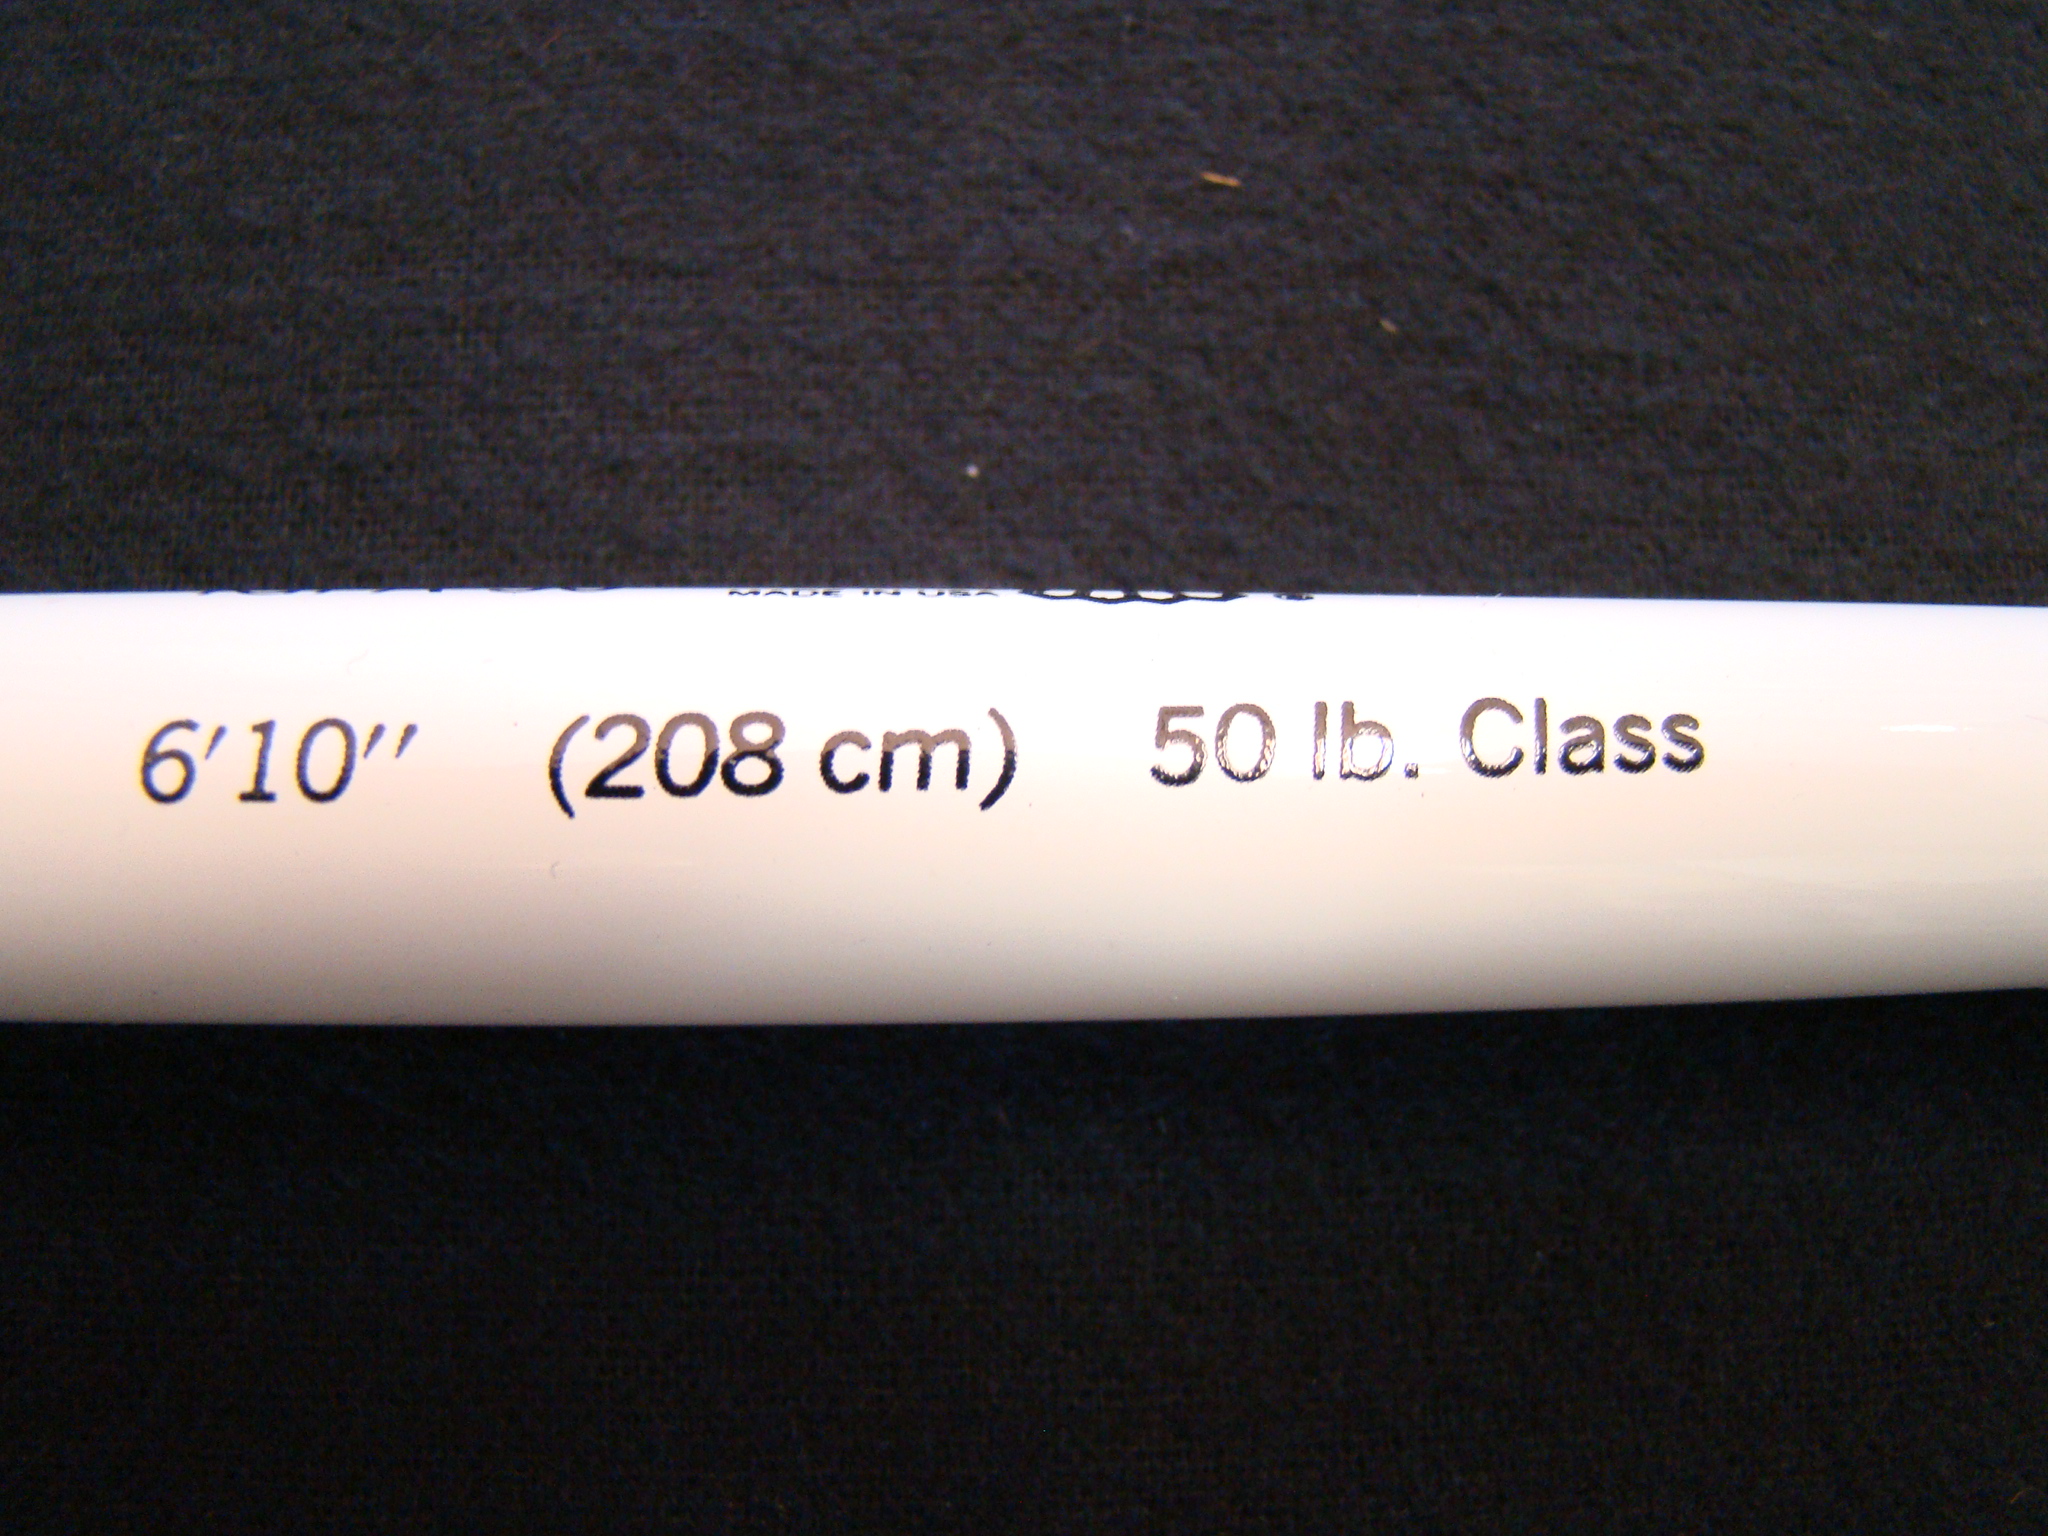 MADE IN USA
6'10'' (208 cm) 50 lb. Class